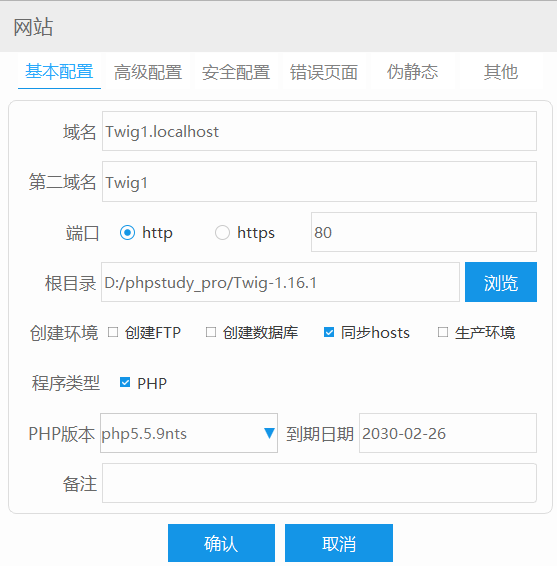 网站
基本配置 高级配置 安全配置 错误页面 伪静态 其他
域名 Twig1.localhost
第二域名 Twig1
端口 http https 80
根目录 D:/phpstudy_pro/Twig-1.16.1 浏览
创建环境 创建FTP 创建数据库 同步hosts 生产环境
程序类型 PHP
PHP版本 php5.5.9nts 到期日期 2030-02-26
备注
确认 取消